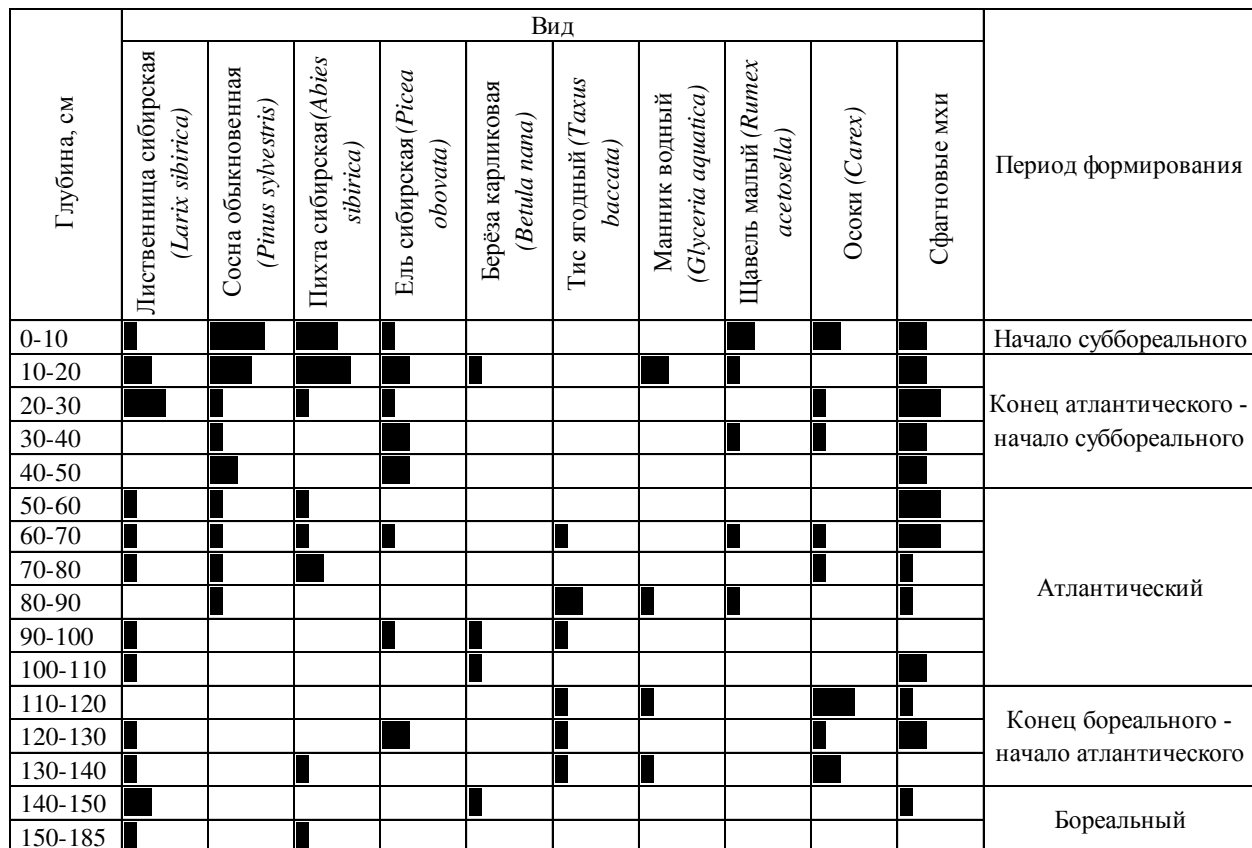 Вид
Глубина, см
Лиственница сибирская
(Larix sibirica)
Сосна обыкновенная
(Pinus sylvestris)
Пихта сибирская(Abies
sibirica)
Ель сибирская (Picea
obovata)
Берёза карликовая
(Betula nana)
Тис ягодный (Taxus
baccata)
Манник водный
(Glyceria aquatica)
Щавель малый (Rumex
acetosella)
Осоки (Carex)
Сфагновые мхи
Период формирования
0-10
Начало суббореального
10-20
20-30
30-40
40-50
Конец атлантического -
начало суббореального
50-60
60-70
70-80
80-90
90-100
100-110
Атлантический
110-120
120-130
130-140
Конец бореального -
начало атлантического
140-150
150-185
Бореальный